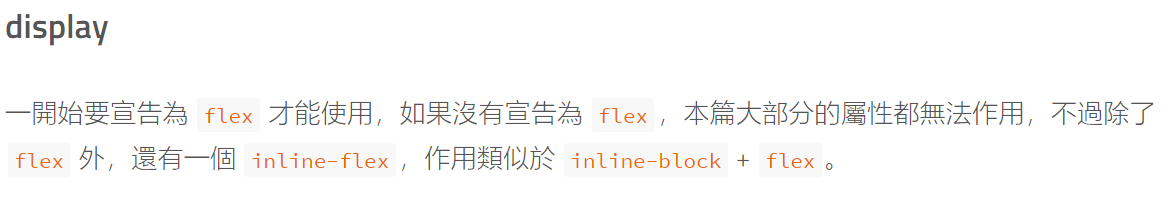 display
一開始要宣告為 flex 才能使用，如果沒有宣告為 flex ，本篇大部分的屬性都無法作用，不過除了
flex 外，還有一個 inline-flex ，作用類似於 inline-block + flex 。